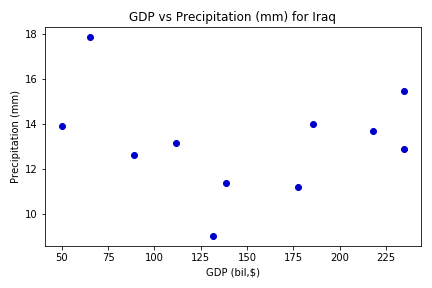 GDP vs Precipitation (mm) for Iraq
Precipitation (mm)
18
16
14
12
10
50 75 100 125 150 175 200 225
GDP (bil,$)